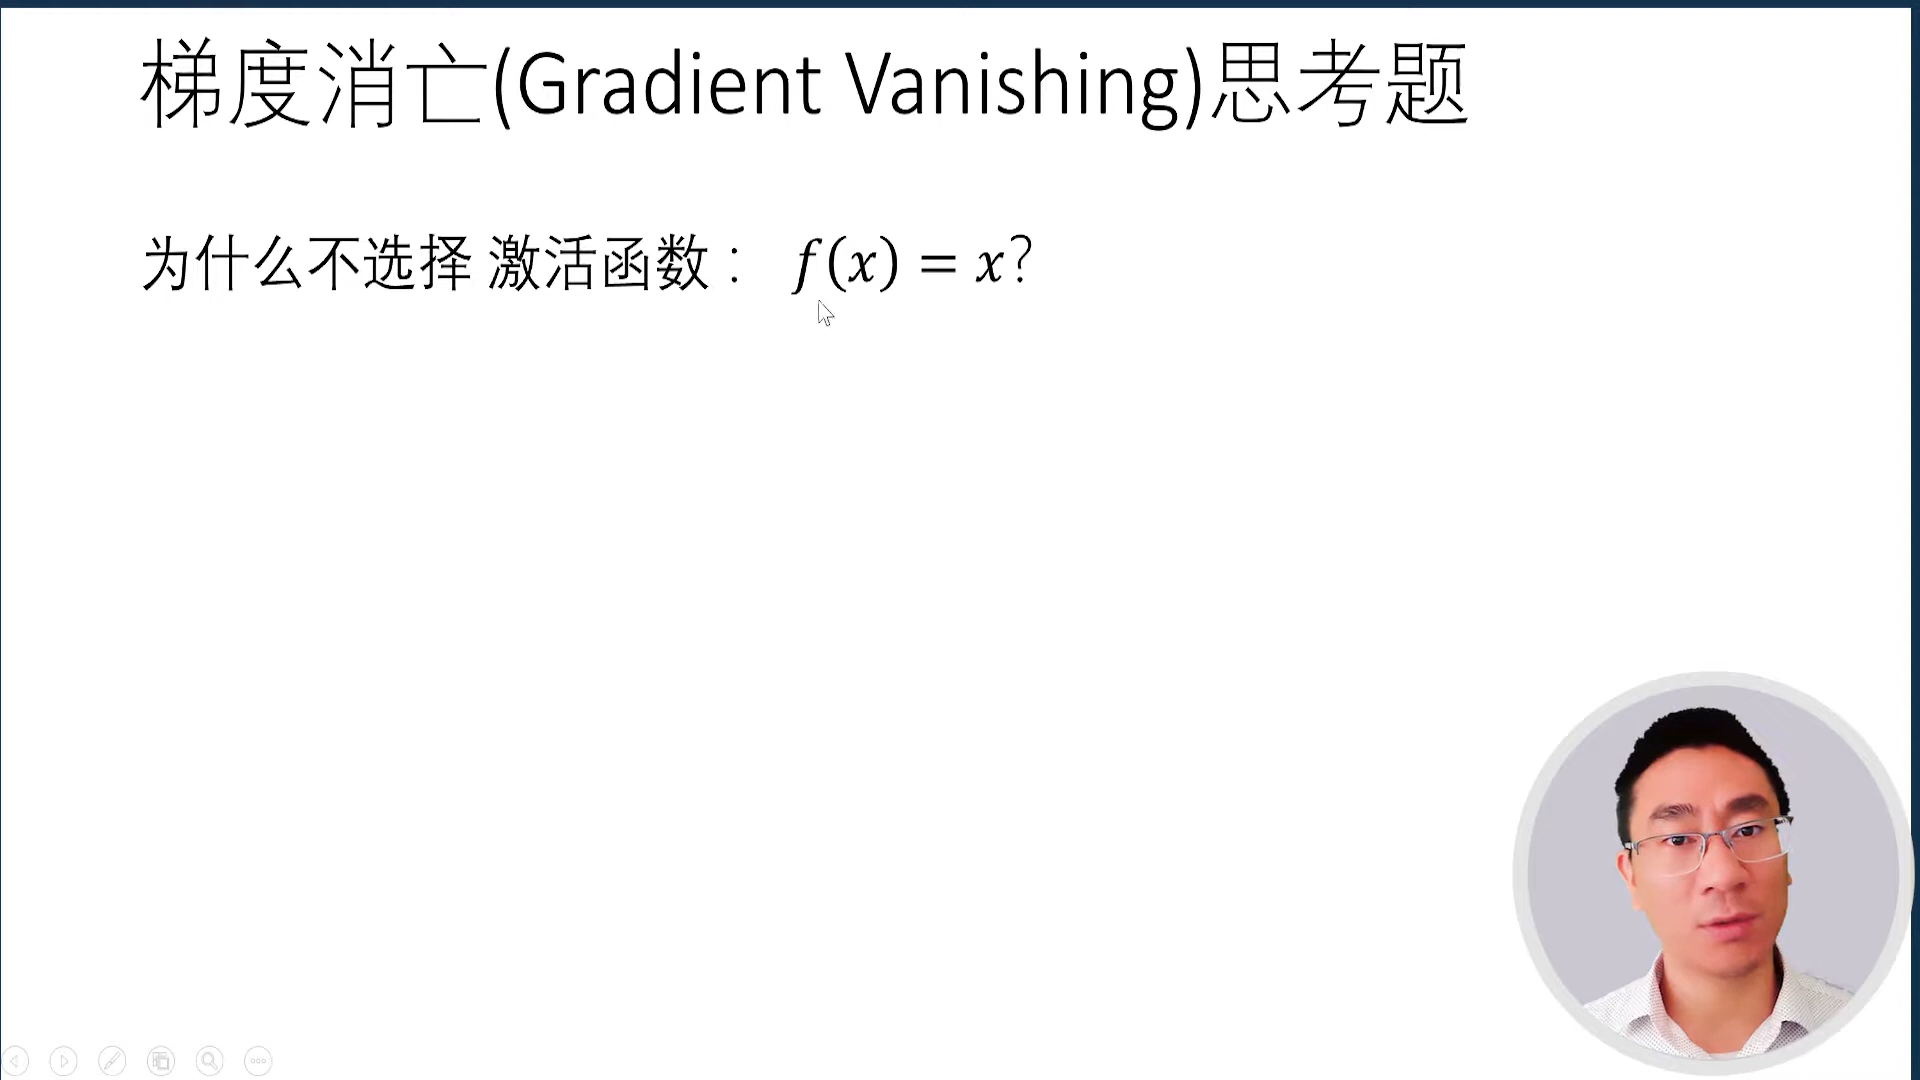 梯度消亡(Gradient Vanishing)思考题
为什么不选择 激活函数： f(x) = x？